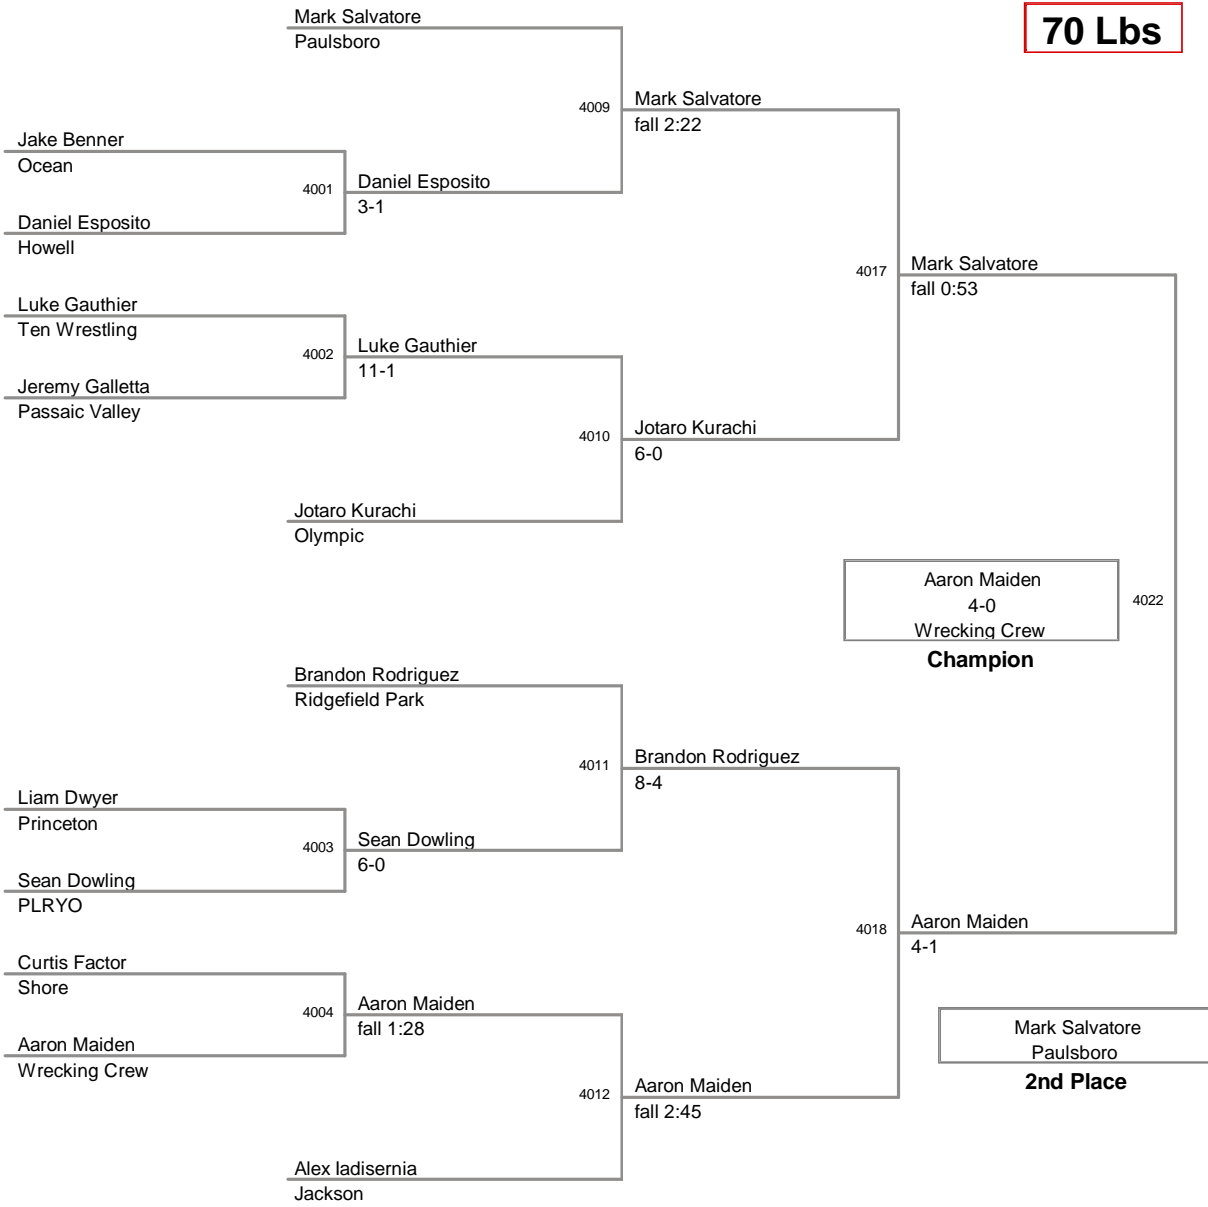 Mark Salvatore
Paulsboro
70 Lbs
4009
Mark Salvatore
fall 2:22
Jake Benner
Ocean
4001
Daniel Esposito
3-1
Daniel Esposito
Howell
4017
Mark Salvatore
fall 0:53
Luke Gauthier
Ten Wrestling
4002
Luke Gauthier
11-1
Jeremy Galletta
Passaic Valley
4010
Jotaro Kurachi
6-0
Jotaro Kurachi
Olympic
Aaron Maiden
4-0
Wrecking Crew
4022
Champion
Brandon Rodriguez
Ridgefield Park
4011
Brandon Rodriguez
8-4
Liam Dwyer
Princeton
4003
Sean Dowling
6-0
Sean Dowling
PLRYO
4018
Aaron Maiden
4-1
Curtis Factor
Shore
4004
Aaron Maiden
fall 1:28
Aaron Maiden
Wrecking Crew
Mark Salvatore
Paulsboro
2nd Place
4012
Aaron Maiden
fall 2:45
Alex Iadisernia
Jackson